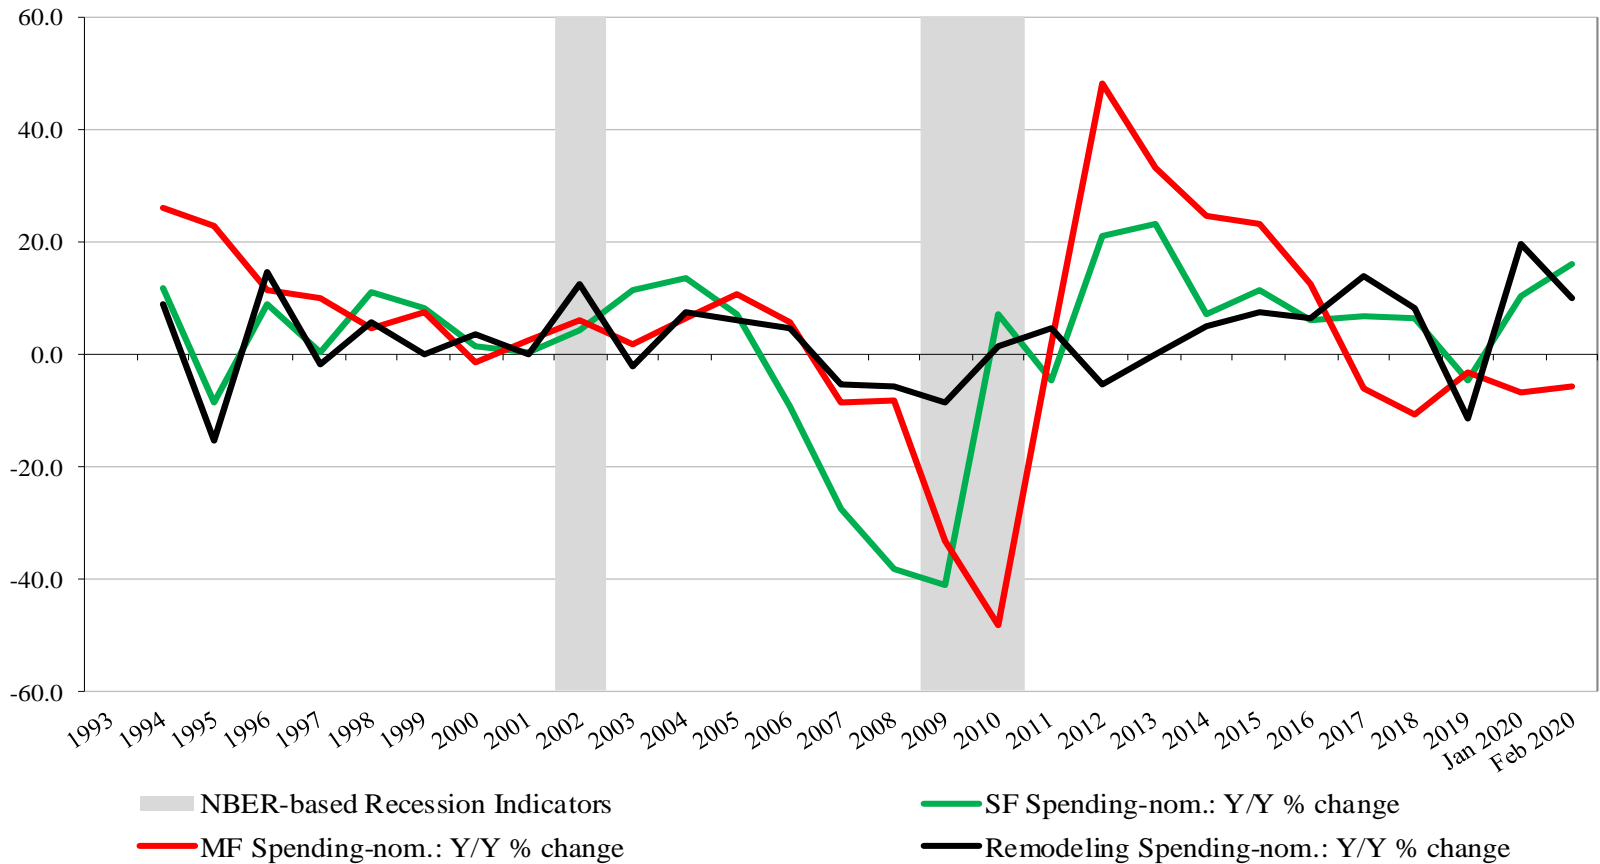 60.0
40.0
20.0
0.0
-20.0
-40.0
-60.0
1993 1994 1995 1996 1997 1998 1999 2000 2001 2002 2003 2004 2005 2006 2007 2008 2009 2010 2011 2012 2013 2014 2015 2016 2017 2018 2019 Jan 2020 Feb 2020
NBER-based Recession Indicators SF Spending-nom.: Y/Y % change
MF Spending-nom.: Y/Y % change Remodeling Spending-nom.: Y/Y % change